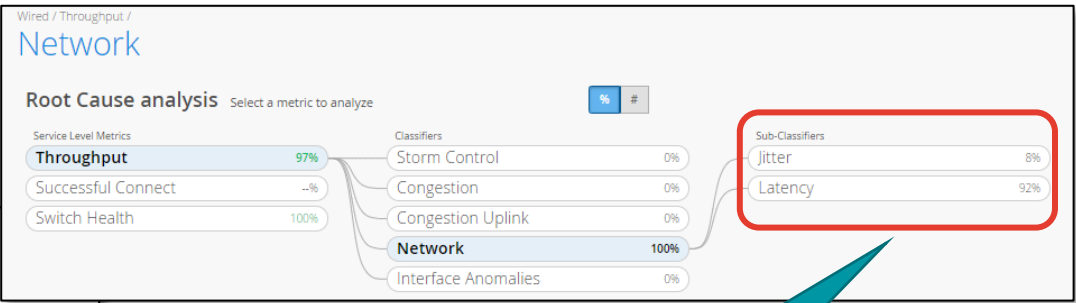 Wired / Throughput /
Network
Root Cause analysis Select a metric to analyze
% #
Service Level Metrics
Throughput 97%
Successful Connect --%
Switch Health 100%
Classifiers
Storm Control 0%
Congestion 0%
Congestion Uplink 0%
Network 100%
Interface Anomalies 0%
Sub-Classifiers
Jitter 8%
Latency 92%